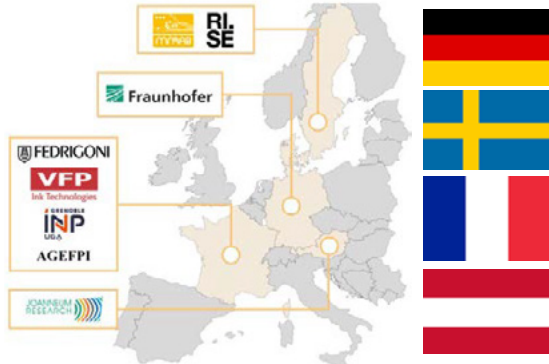 RI.
SE
Fraunhofer
FEDRIGONI
VFP
Ink Technologies
GRENOBLE
INP
UGA
AGEFPI
JOANNEUM
RESEARCH